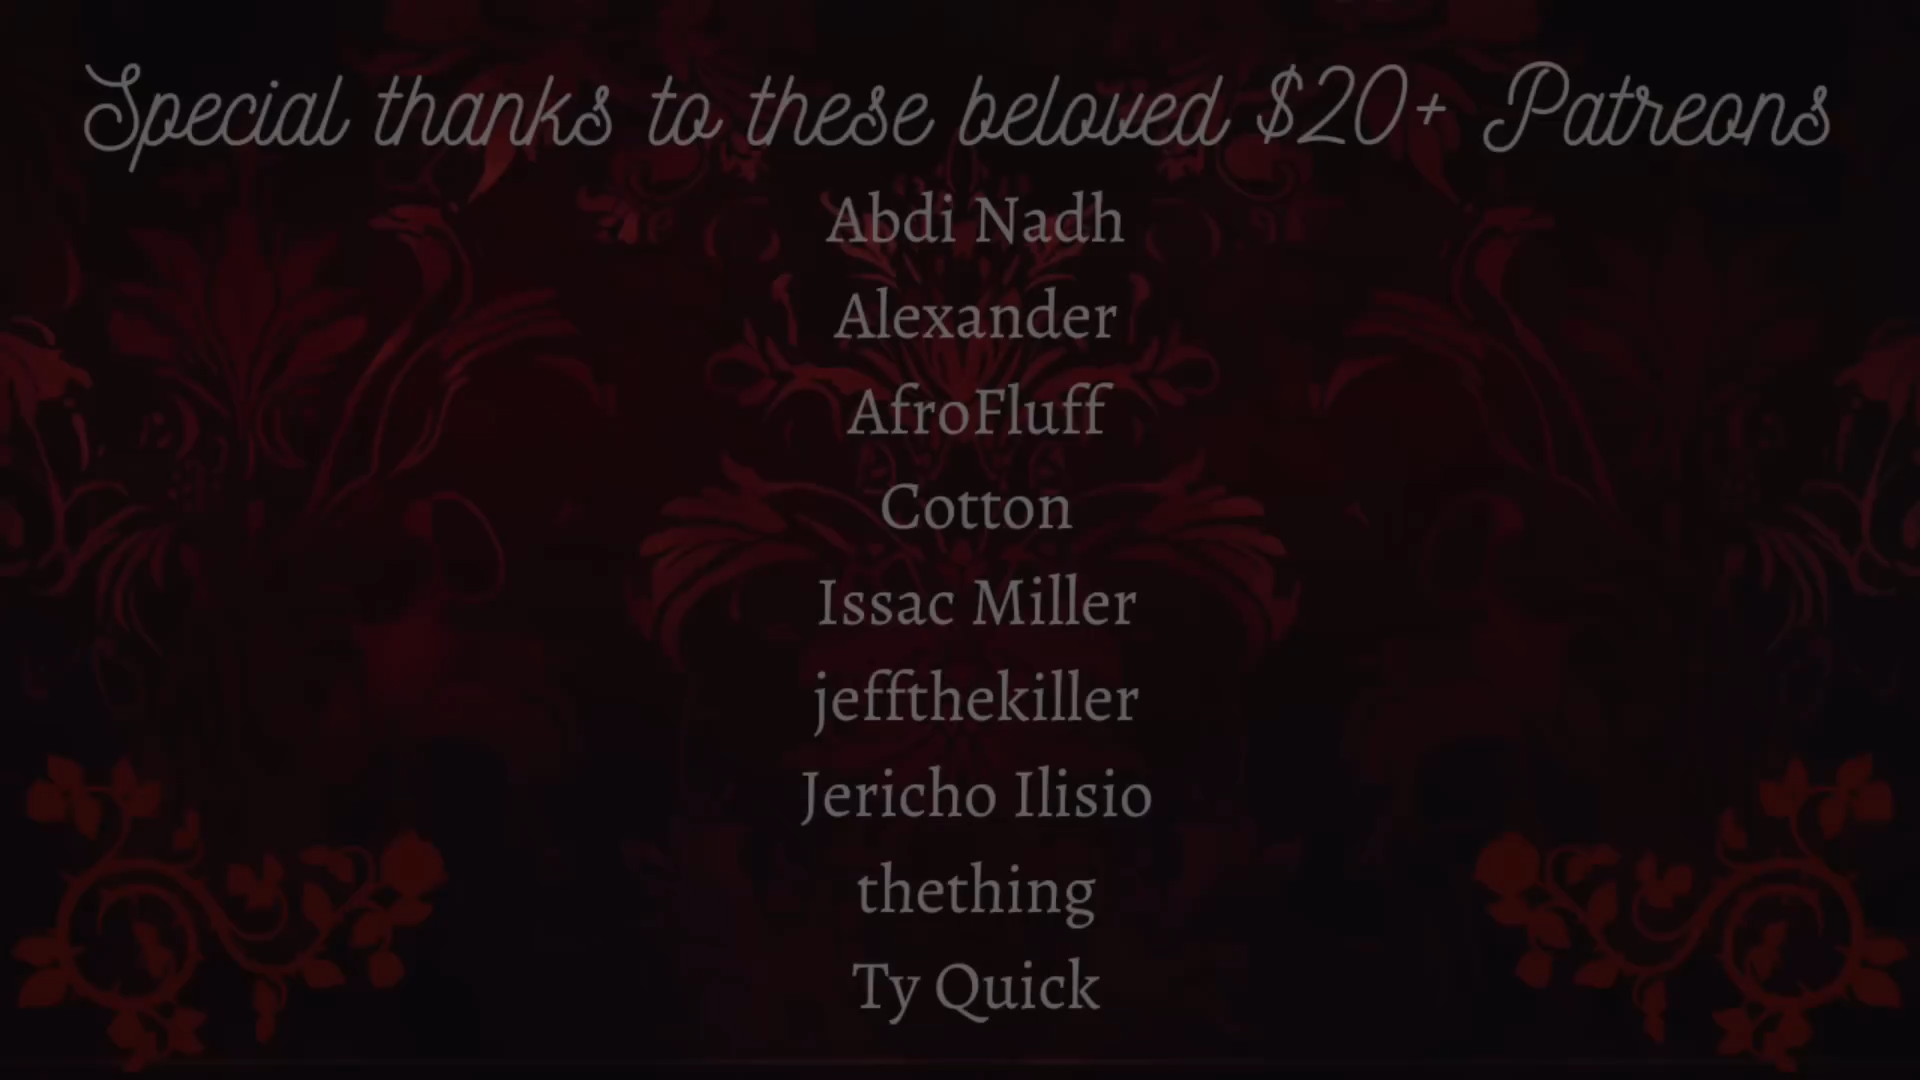 Special thanks to these beloved $20+ Patreons
Abdi Nadh
Alexander
AfroFluff
Cotton
Issac Miller
jeffthekiller
Jericho Ilisio
thething
Ty Quick